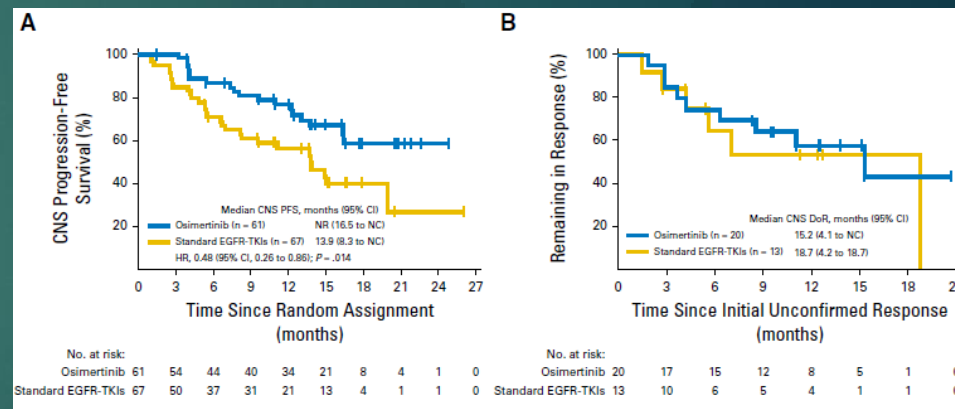 A
CNS Progression-Free
Survival (%)
100
80
60
40
20
Median CNS PFS, months (95% CI)
Osimertinib (n = 61) NR (16.5 to NC)
Standard EGFR-TKIs (n = 67) 13.9 (8.3 to NC)
HR, 0.48 (95% CI, 0.26 to 0.86); P = .014
0 3 6 9 12 15 18 21 24 27
Time Since Random Assignment
(months)
No. at risk:
Osimertinib 61 54 44 40 34 21 8 4 1 0
Standard EGFR-TKIs 67 50 37 31 21 13 4 1 1 0
B
Remaining in Response (%)
100
80
60
40
20
Median CNS DoR, months (95% CI)
Osimertinib (n = 20) 15.2 (4.1 to NC)
Standard EGFR-TKIs (n = 13) 18.7 (4.2 to 18.7)
0 3 6 9 12 15 18
Time Since Initial Unconfirmed Response
(months)
No. at risk:
Osimertinib 20 17 15 12 8 5 1
Standard EGFR-TKIs 13 10 6 5 4 1 1